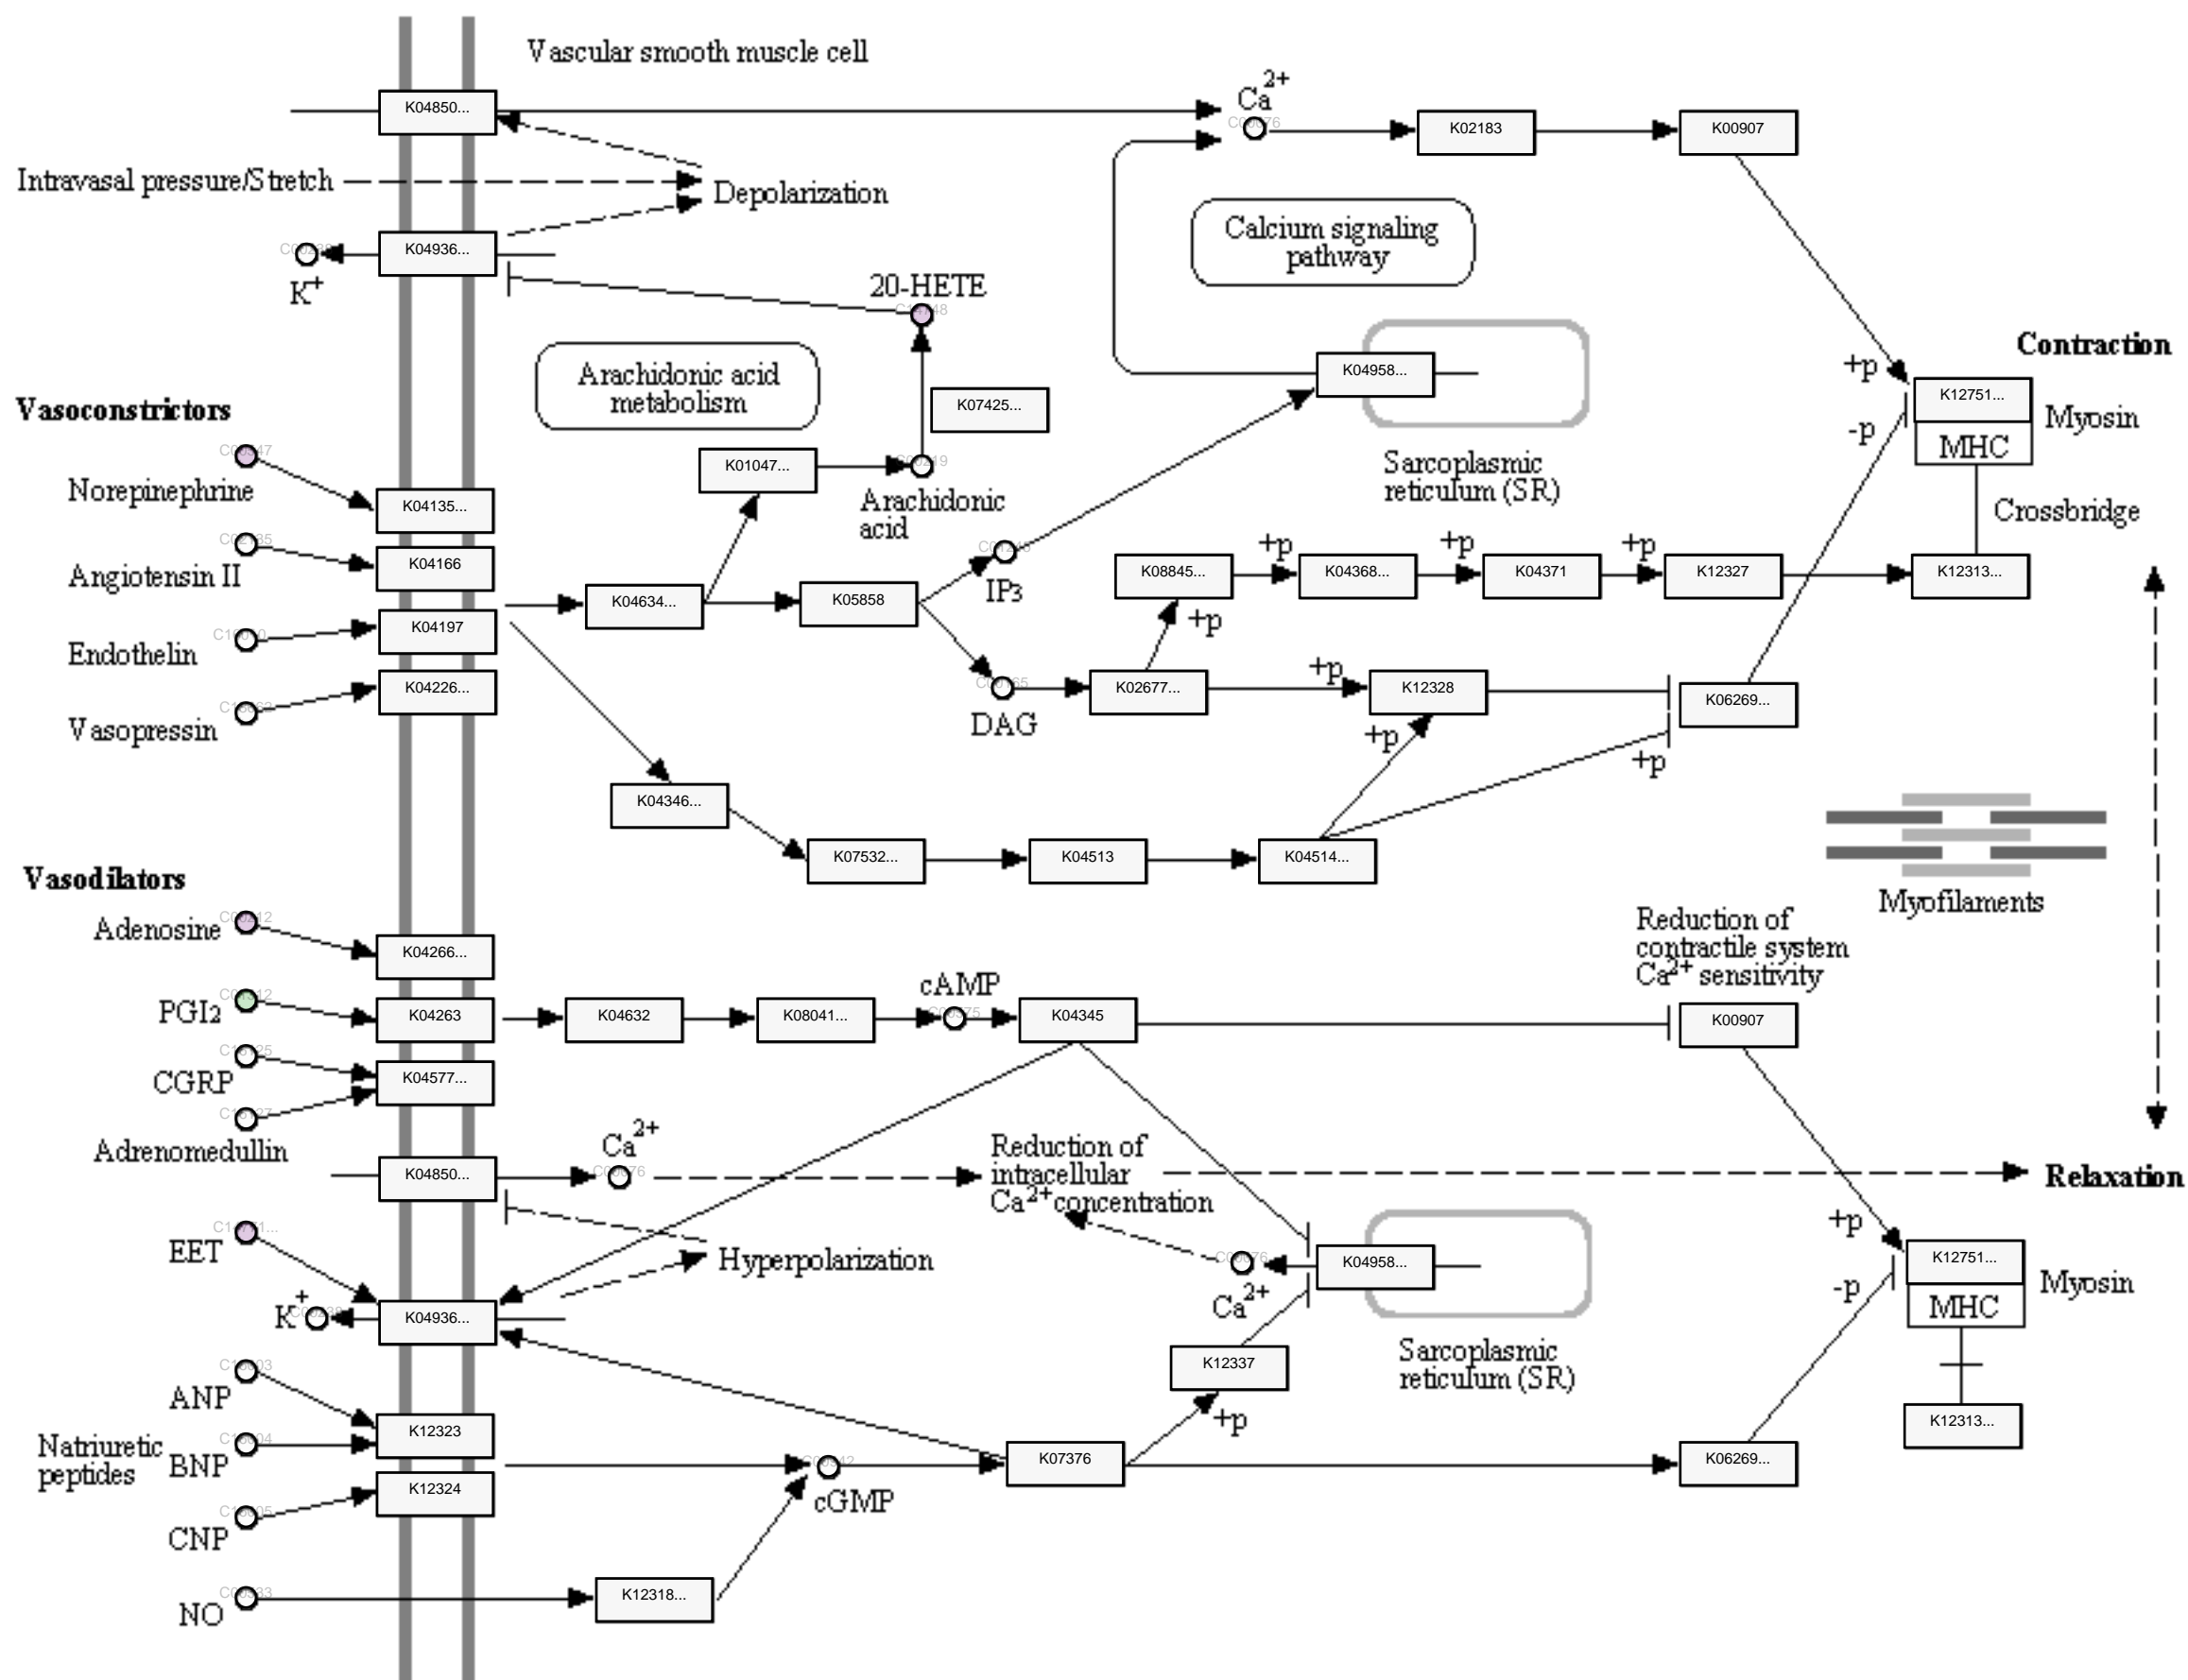 Vascular smooth muscle cell
K04850...
Ca2+
C00076
K02183
K00907
Intravasal pressure/Stretch
Depolarization
K04936...
K+
Calcium signaling
pathway
20-HETE
Arachidonic acid
metabolism
K07425...
K04958...
Contraction
+p
-p
K12751...
MHC
Myosin
Vasoconstrictors
Norepinephrine
K04135...
K01047...
Arachidonic
acid
Sarcoplasmic
reticulum (SR)
Crossbridge
Angiotensin II
K04166
Endothelin
K04197
K04634...
K05858
IP3
K08845...
+p
K04368...
+p
K04371
+p
K12327
K12313...
+p
Vasopressin
K04226...
DAG
K02677...
+p
K12328
K06269...
+p
+p
K04346...
K07532...
K04513
K04514...
Myofilaments
Vasodilators
Adenosine
K04266...
Reduction of
contractile system
Ca2+ sensitivity
PGI2
K04263
K04632
K08041...
cAMP
K04345
K00907
CGRP
K04577...
Adrenomedullin
K04850...
Ca2+
C00076
Reduction of
intracellular
Ca2+ concentration
Relaxation
EET
Hyperpolarization
Ca2+
K04958...
+p
-p
K12751...
MHC
Myosin
K+
K04936...
K12337
Sarcoplasmic
reticulum (SR)
ANP
K12323
+p
K12313...
Natriuretic
peptides
BNP
CNP
K12324
cGMP
K07376
K06269...
NO
K12318...